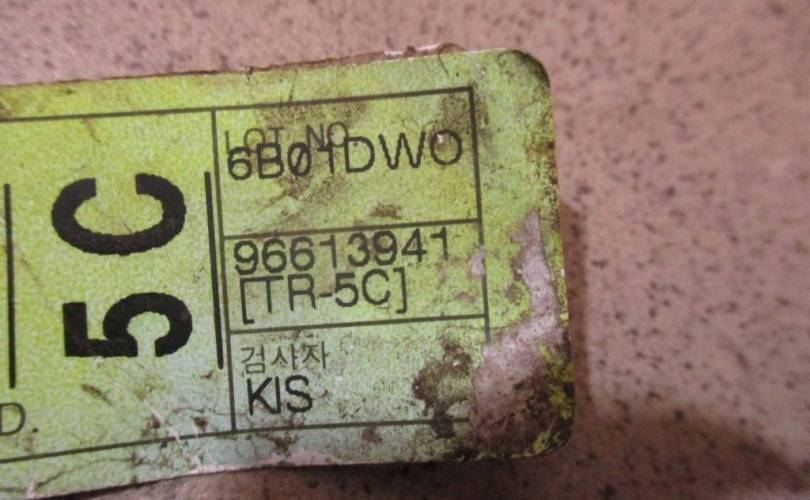 5C
LOT NO
6B01DWO
96613941
[TR-5C]
검사자
KIS
D.